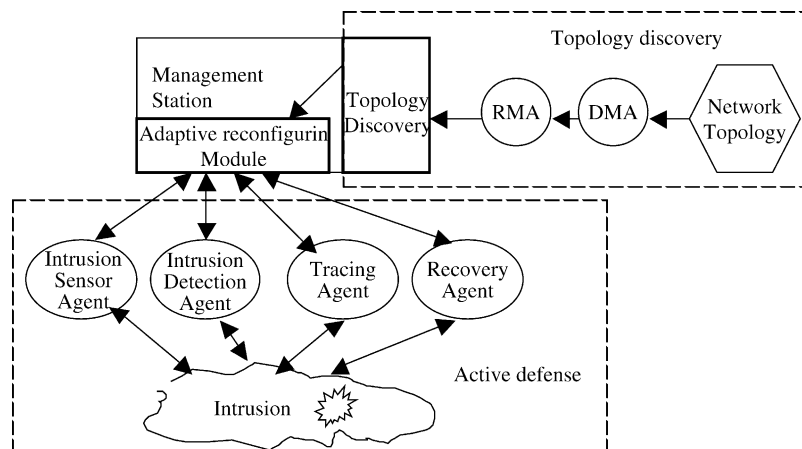 Topology discovery
Management
Station
Topology
Discovery
RMA
DMA
Network
Topology
Adaptive reconfigurin
Module
Intrusion
Sensor
Agent
Intrusion
Detection
Agent
Tracing
Agent
Recovery
Agent
Active defense
Intrusion